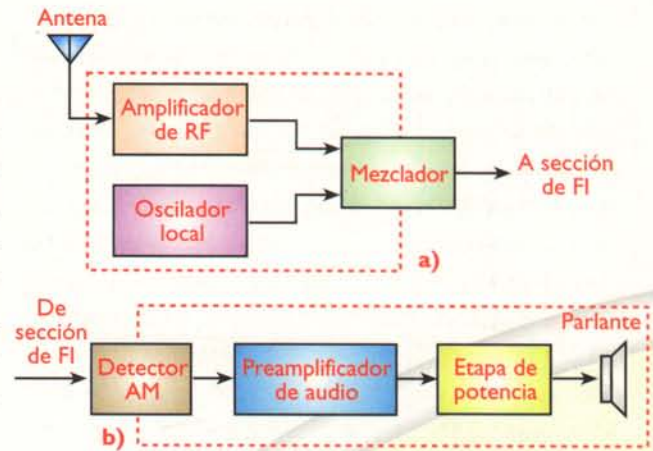 Antena
Amplificador
de RF
Oscilador
local
Mezclador
A sección
de FI
a)
De
sección
de FI
Detector
AM
Preamplificador
de audio
Etapa de
potencia
Parlante
b)